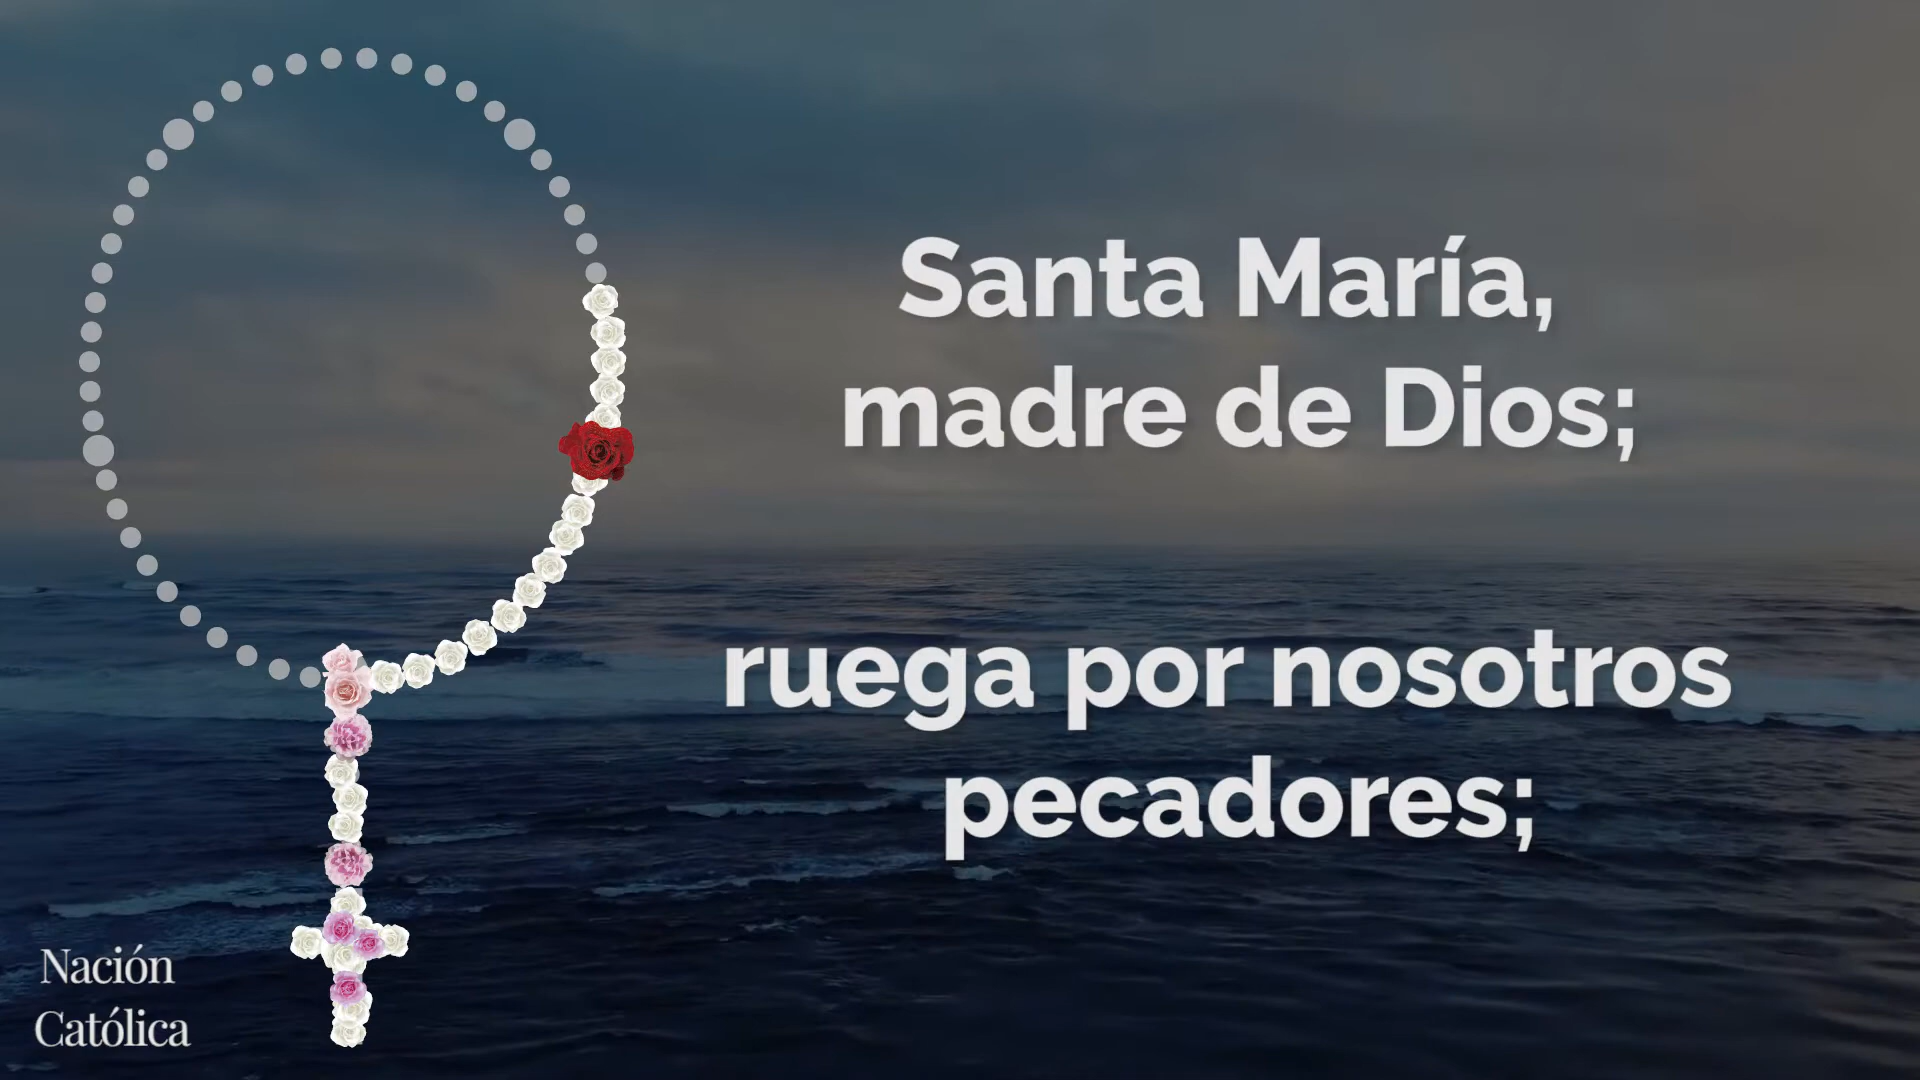 Santa María,
madre de Dios;
ruega por nosotros
pecadores;
Nación
Católica